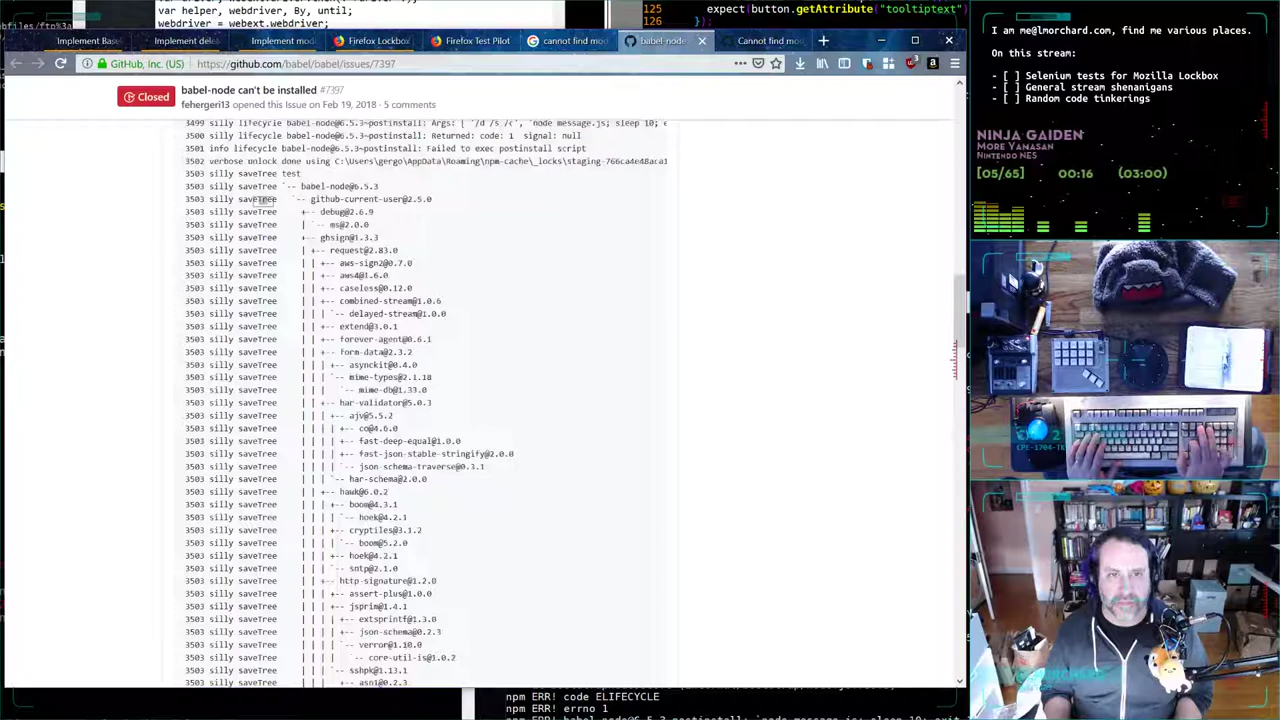 var helper, webdriver, By, until;
webdriver = webext.webdriver;
125 expect(button.getAttribute("tooltiptext")
126 });
Implement Base
Implement dele
Implement mod
Firefox Lockbox
Firefox Test Pilot
cannot find mod
babel-node
Cannot find mod
GitHub, Inc. (US)
https://github.com/babel/babel/issues/7397
Closed
babel-node can't be installed #7397
fehergeri13 opened this Issue on Feb 19, 2018 · 5 comments
3499 silly lifecycle babel-node@6.5.3~postinstall: Args: [ '/d /s /c', 'node message.js; sleep 10; e
3500 silly lifecycle babel-node@6.5.3~postinstall: Returned: code: 1 signal: null
3501 info lifecycle babel-node@6.5.3~postinstall: Failed to exec postinstall script
3502 verbose unlock done using C:\Users\gergo\AppData\Roaming\npm-cache\_locks\staging-766ca4e48aca1
3503 silly saveTree test
3503 silly saveTree `-- babel-node@6.5.3
3503 silly saveTree `-- github-current-user@2.5.0
3503 silly saveTree +-- debug@2.6.9
3503 silly saveTree | `-- ms@2.0.0
3503 silly saveTree +-- ghsign@1.3.3
3503 silly saveTree | +-- request@2.83.0
3503 silly saveTree | | +-- aws-sign2@0.7.0
3503 silly saveTree | | +-- aws4@1.6.0
3503 silly saveTree | | +-- caseless@0.12.0
3503 silly saveTree | | +-- combined-stream@1.0.6
3503 silly saveTree | | | `-- delayed-stream@1.0.0
3503 silly saveTree | | +-- extend@3.0.1
3503 silly saveTree | | +-- forever-agent@0.6.1
3503 silly saveTree | | +-- form-data@2.3.2
3503 silly saveTree | | | +-- asynckit@0.4.0
3503 silly saveTree | | | `-- mime-types@2.1.18
3503 silly saveTree | | | `-- mime-db@1.33.0
3503 silly saveTree | | +-- har-validator@5.0.3
3503 silly saveTree | | | +-- ajv@5.5.2
3503 silly saveTree | | | | +-- co@4.6.0
3503 silly saveTree | | | | +-- fast-deep-equal@1.0.0
3503 silly saveTree | | | | +-- fast-json-stable-stringify@2.0.0
3503 silly saveTree | | | | `-- json-schema-traverse@0.3.1
3503 silly saveTree | | | `-- har-schema@2.0.0
3503 silly saveTree | | +-- hawk@6.0.2
3503 silly saveTree | | | +-- boom@4.3.1
3503 silly saveTree | | | | `-- hoek@4.2.1
3503 silly saveTree | | | +-- cryptiles@3.1.2
3503 silly saveTree | | | | `-- boom@5.2.0
3503 silly saveTree | | | +-- hoek@4.2.1
3503 silly saveTree | | | `-- sntp@2.1.0
3503 silly saveTree | | +-- http-signature@1.2.0
3503 silly saveTree | | | +-- assert-plus@1.0.0
3503 silly saveTree | | | +-- jsprim@1.4.1
3503 silly saveTree | | | | +-- extsprintf@1.3.0
3503 silly saveTree | | | | +-- json-schema@0.2.3
3503 silly saveTree | | | | `-- verror@1.10.0
3503 silly saveTree | | | | `-- core-util-is@1.0.2
3503 silly saveTree | | | `-- sshpk@1.13.1
3503 silly saveTree | | | +-- asn1@0.2.3
npm ERR! code ELIFECYCLE
npm ERR! errno 1
npm ERR! babel-node@6.5.3 postinstall: `node message.js; sleep 10; exit
I am me@lmorchard.com, find me various places.
On this stream:
- [ ] Selenium tests for Mozilla Lockbox
- [ ] General stream shenanigans
- [ ] Random code tinkerings
NINJA GAIDEN
MORE YAMASAN
NINTENDO NES
[05/65] 00:16 (03:00)